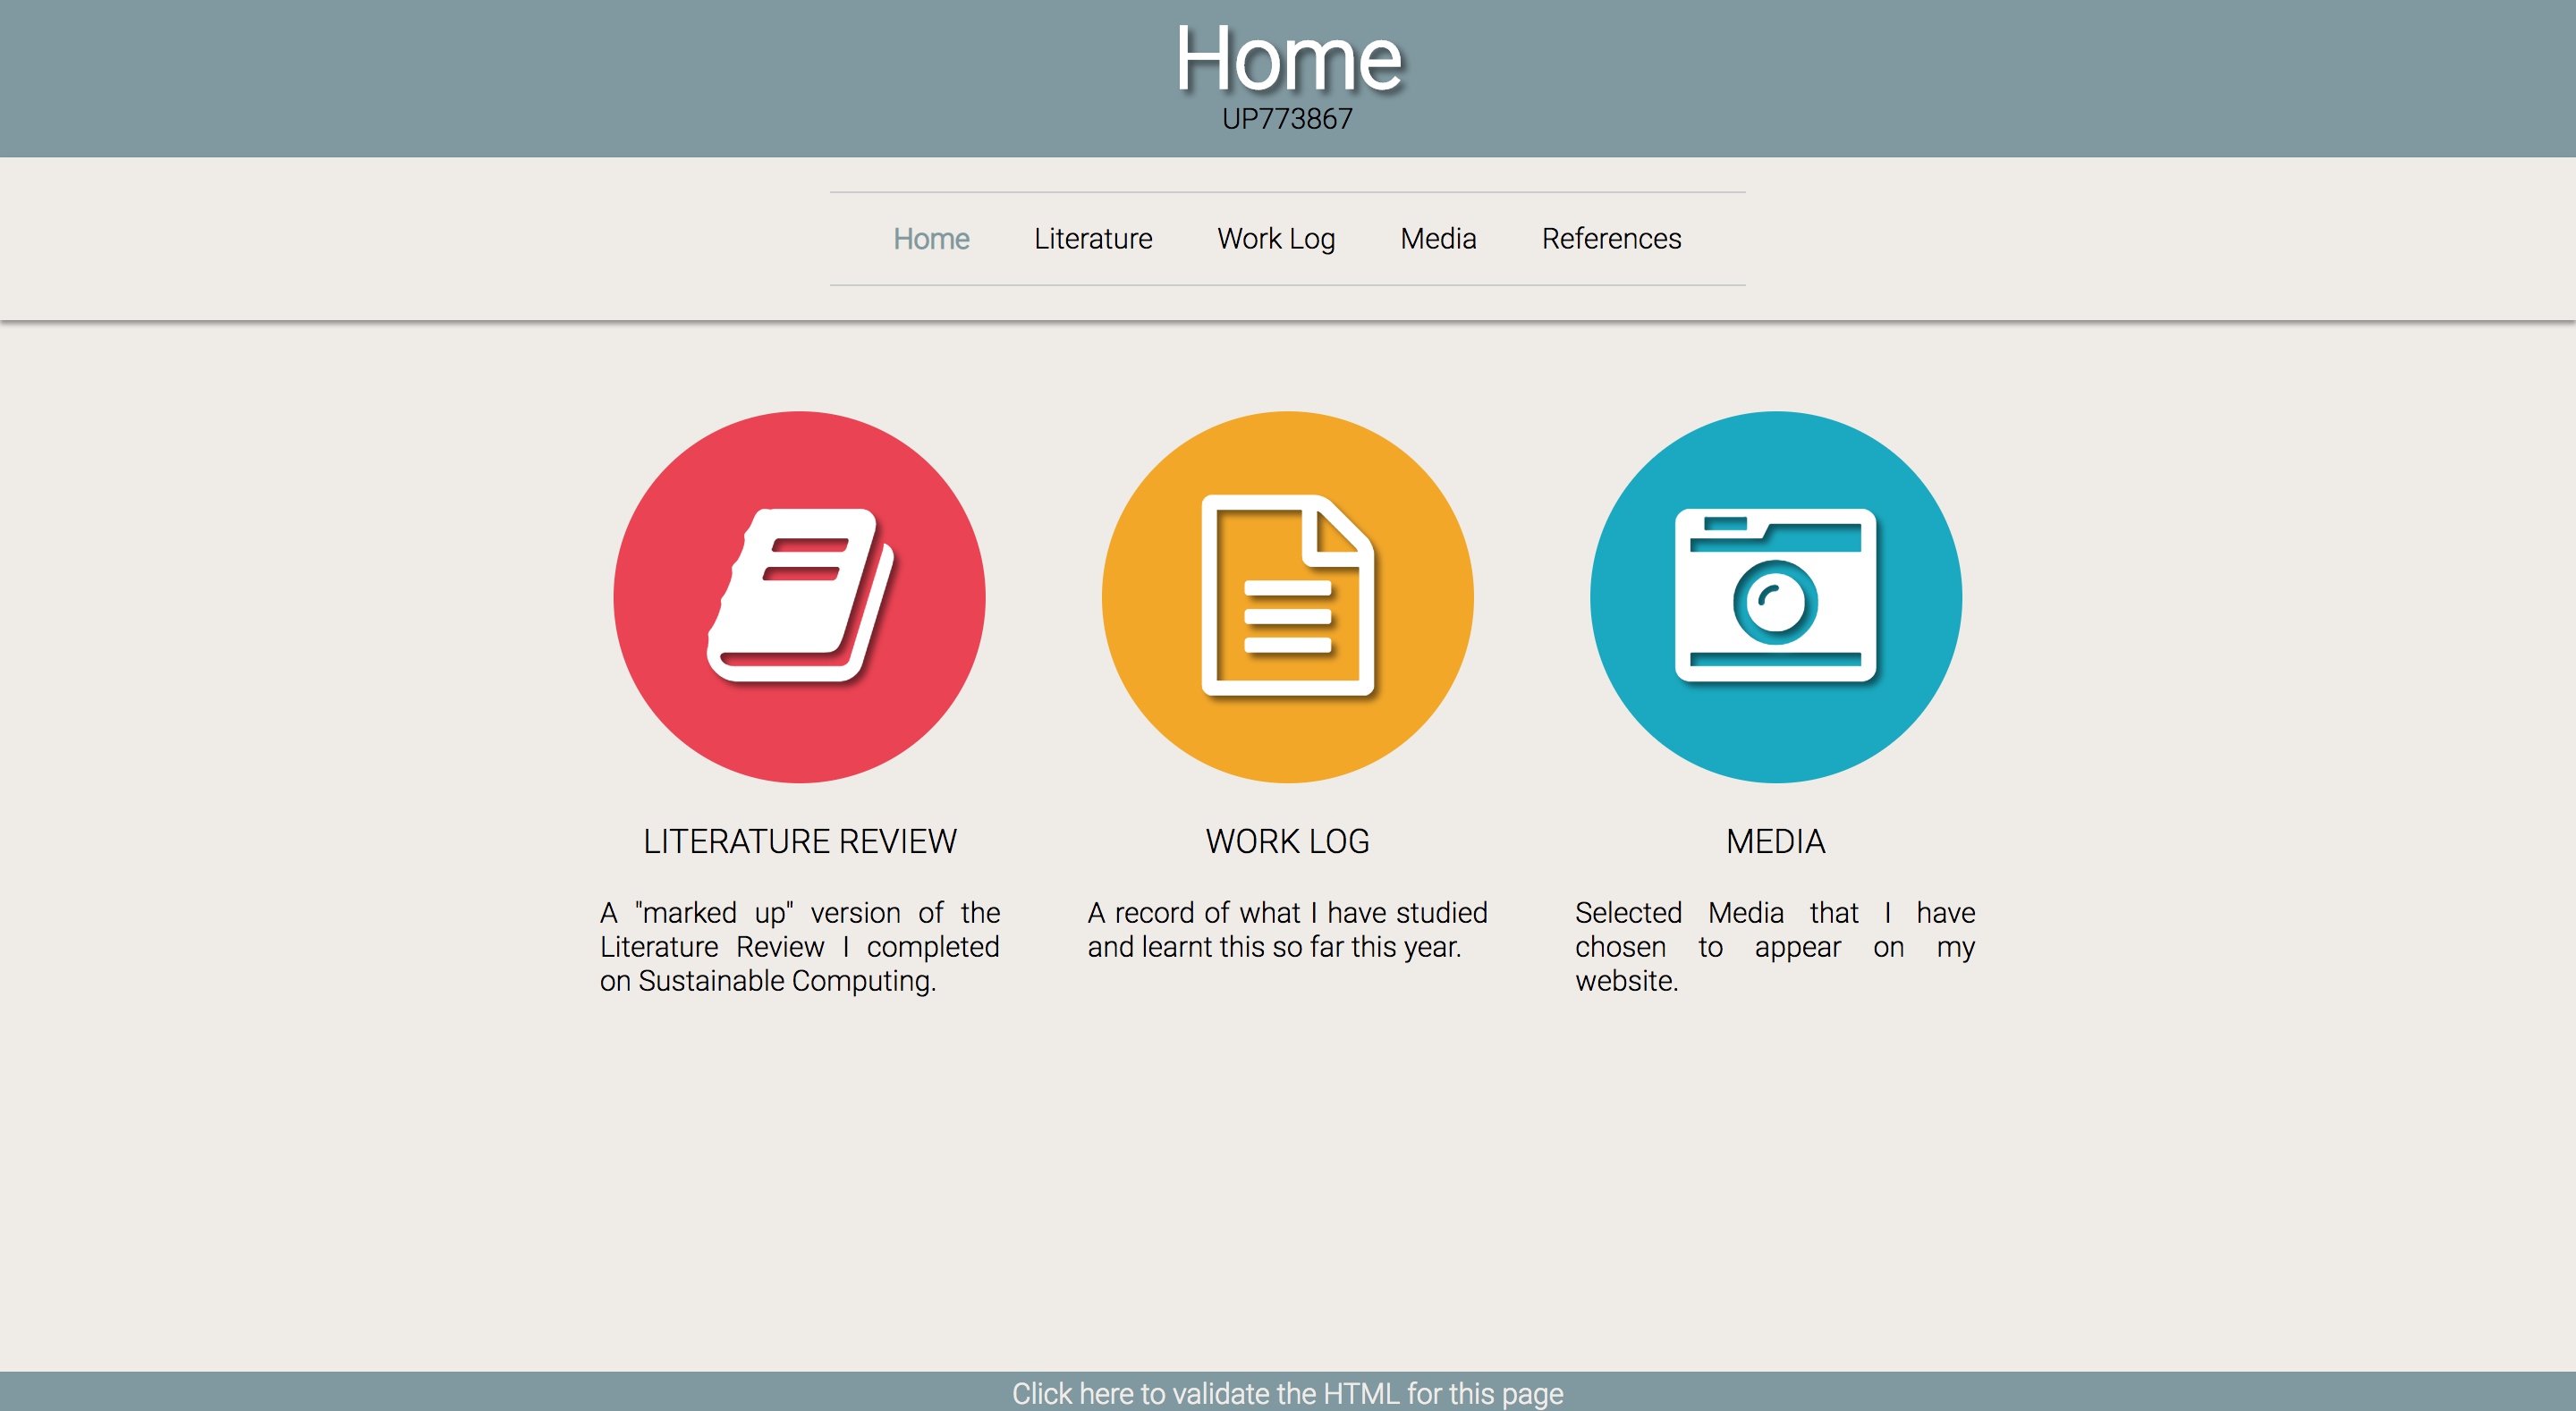 Home
UP773867
Home Literature Work Log Media References
LITERATURE REVIEW
A "marked up" version of the
Literature Review I completed
on Sustainable Computing.
WORK LOG
A record of what I have studied
and learnt this so far this year.
MEDIA
Selected Media that I have
chosen to appear on my
website.
Click here to validate the HTML for this page